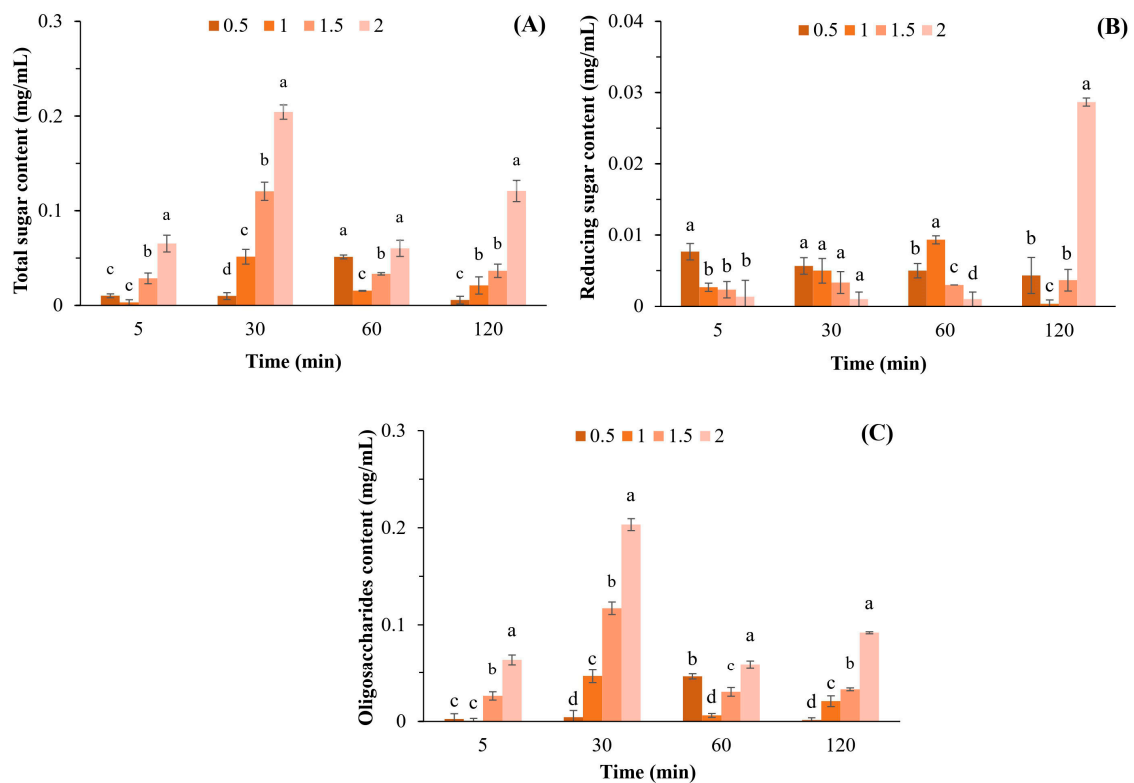 (A)
0.5 1 1.5 2
Total sugar content (mg/mL)
0.3
0.2
0.1
0
c c b a
d c b a
a c b a
c b b a
5 30 60 120
Time (min)
(B)
0.5 1 1.5 2
Reducing sugar content (mg/mL)
0.04
0.03
0.02
0.01
0
a b b b
a a a a
b a c d
b c b a
5 30 60 120
Time (min)
(C)
0.5 1 1.5 2
Oligosaccharides content (mg/mL)
0.3
0.2
0.1
0
c c b a
d c b a
b d c a
d c b a
5 30 60 120
Time (min)